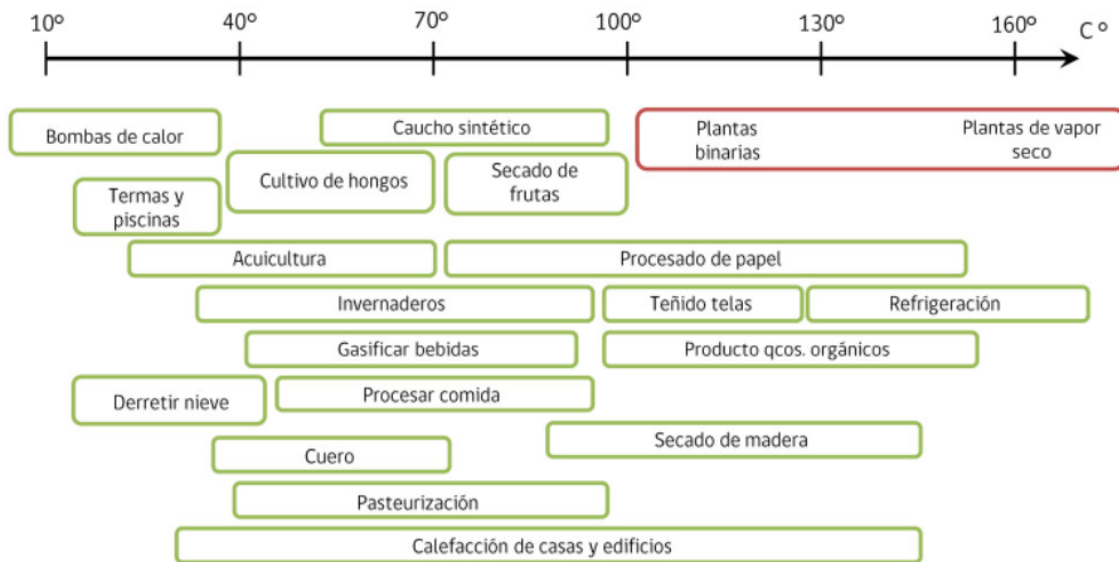 10º 40º 70º 100º 130º 160º Cº
Bombas de calor
Caucho sintético
Plantas
binarias
Plantas de vapor
seco
Cultivo de hongos
Secado de
frutas
Termas y
piscinas
Acuicultura
Procesado de papel
Invernaderos
Teñido telas
Refrigeración
Gasificar bebidas
Producto qcos. orgánicos
Derretir nieve
Procesar comida
Secado de madera
Cuero
Pasteurización
Calefacción de casas y edificios